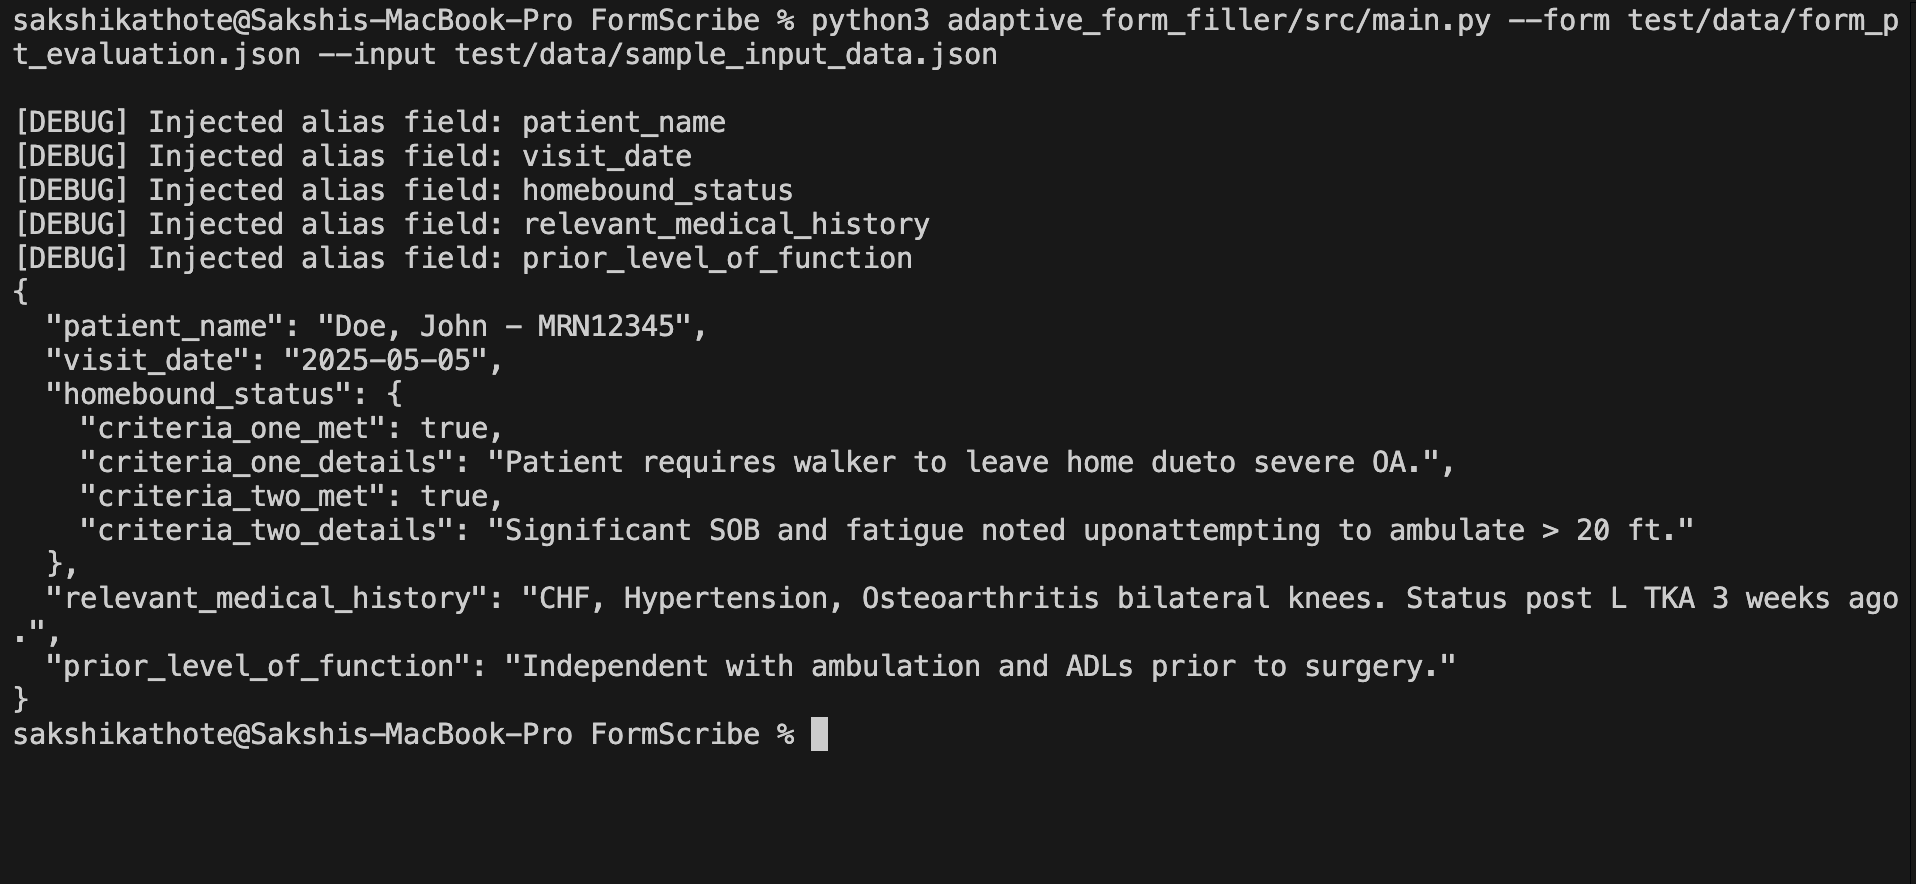 sakshikathote@Sakshis-MacBook-Pro FormScribe % python3 adaptive_form_filler/src/main.py --form test/data/form_p
t_evaluation.json --input test/data/sample_input_data.json
[DEBUG] Injected alias field: patient_name
[DEBUG] Injected alias field: visit_date
[DEBUG] Injected alias field: homebound_status
[DEBUG] Injected alias field: relevant_medical_history
[DEBUG] Injected alias field: prior_level_of_function
{
  "patient_name": "Doe, John - MRN12345",
  "visit_date": "2025-05-05",
  "homebound_status": {
    "criteria_one_met": true,
    "criteria_one_details": "Patient requires walker to leave home dueto severe OA.",
    "criteria_two_met": true,
    "criteria_two_details": "Significant SOB and fatigue noted uponattempting to ambulate > 20 ft."
  },
  "relevant_medical_history": "CHF, Hypertension, Osteoarthritis bilateral knees. Status post L TKA 3 weeks ago
.",
  "prior_level_of_function": "Independent with ambulation and ADLs prior to surgery."
}
sakshikathote@Sakshis-MacBook-Pro FormScribe %